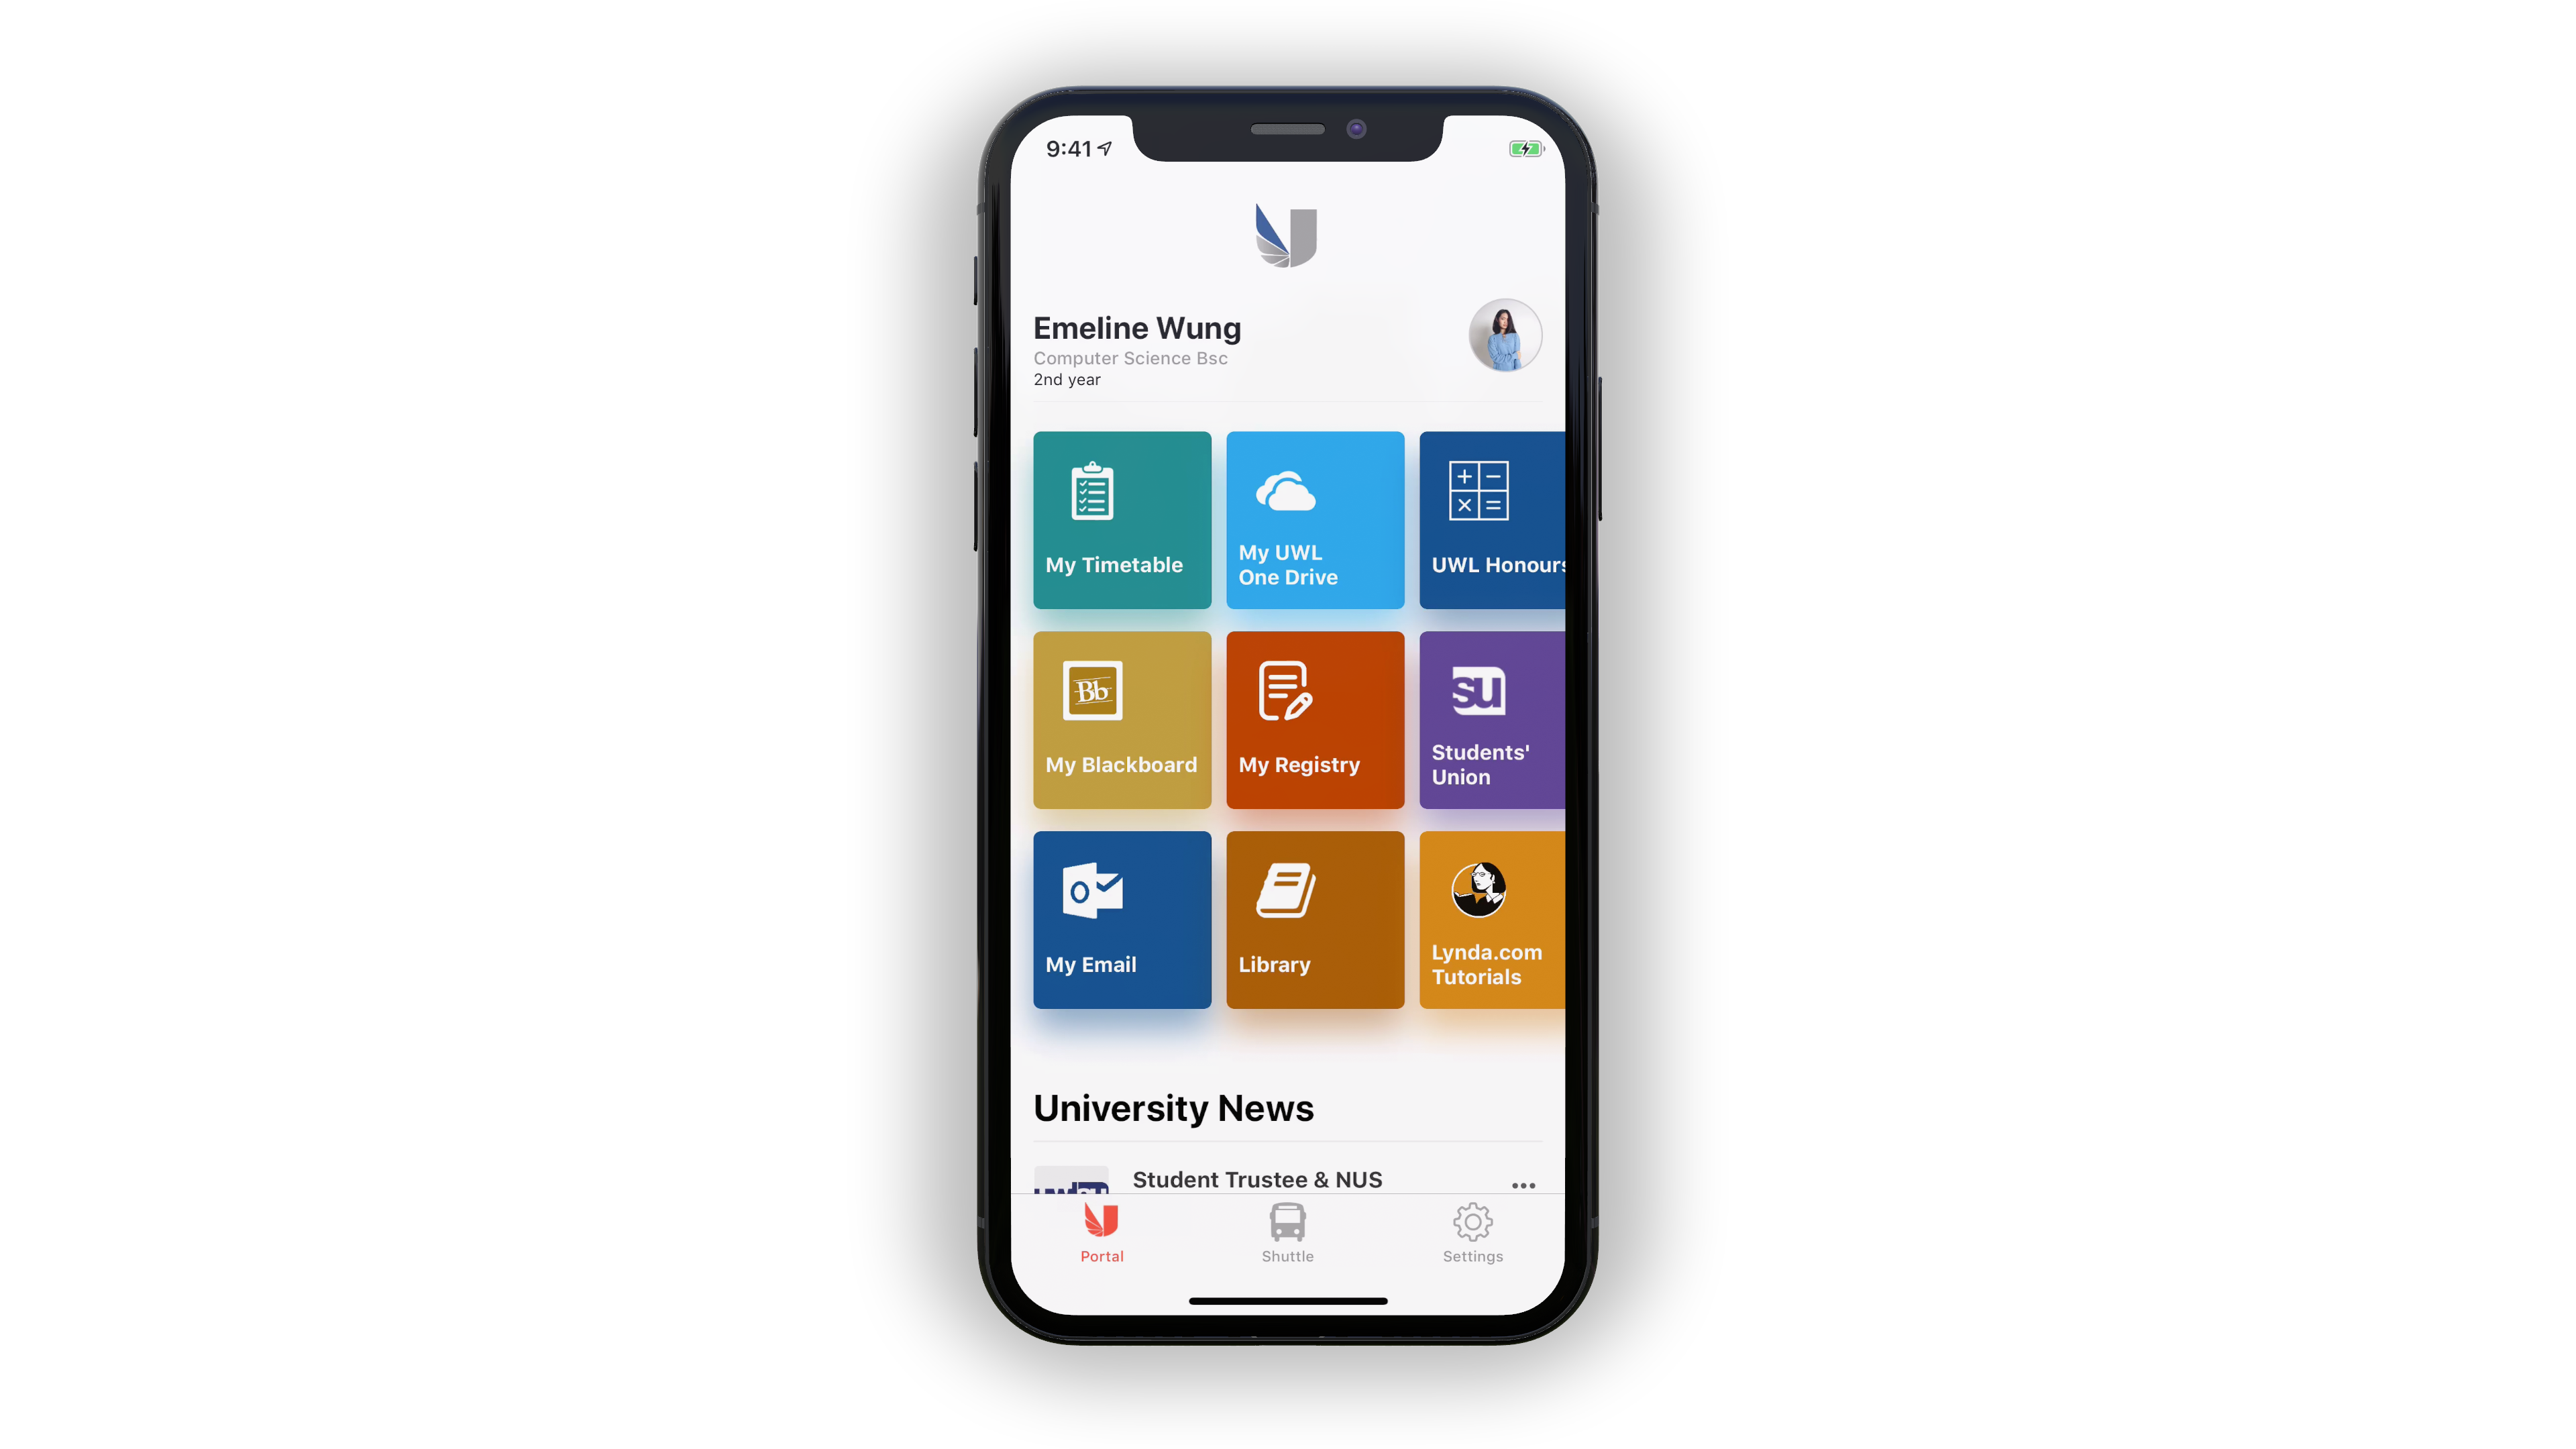 9:41
Emeline Wung
Computer Science Bsc
2nd year
My Timetable
My UWL
One Drive
UWL Honours
Bb
My Blackboard
My Registry
su
Students'
Union
O
My Email
Library
Lynda.com
Tutorials
University News
Student Trustee & NUS
Portal
Shuttle
Settings